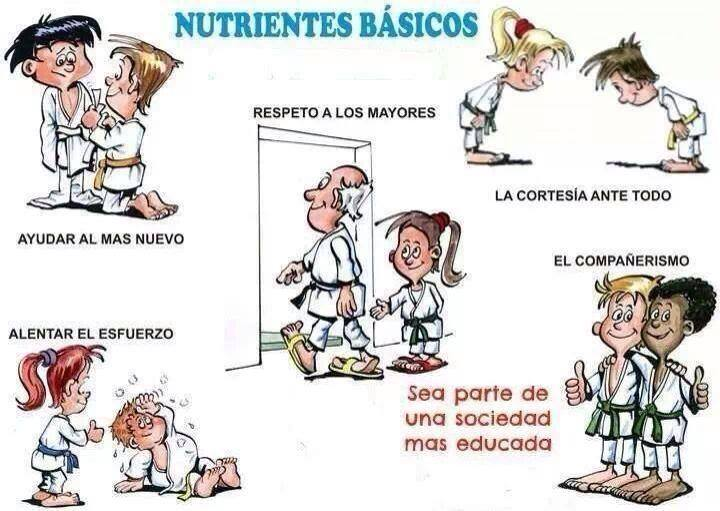 NUTRIENTES BÁSICOS
RESPETO A LOS MAYORES
LA CORTESÍA ANTE TODO
AYUDAR AL MAS NUEVO
EL COMPAÑERISMO
ALENTAR EL ESFUERZO
Sea parte de
una sociedad
mas educada